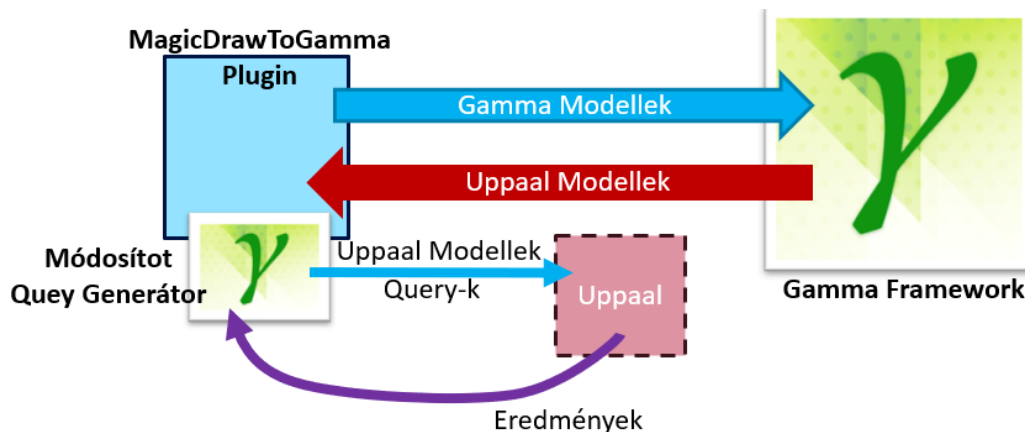 MagicDrawToGamma
Plugin
Gamma Modellek
Uppaal Modellek
Módosítot
Quey Generátor
Uppaal Modellek
Query-k
Uppaal
Gamma Framework
Eredmények